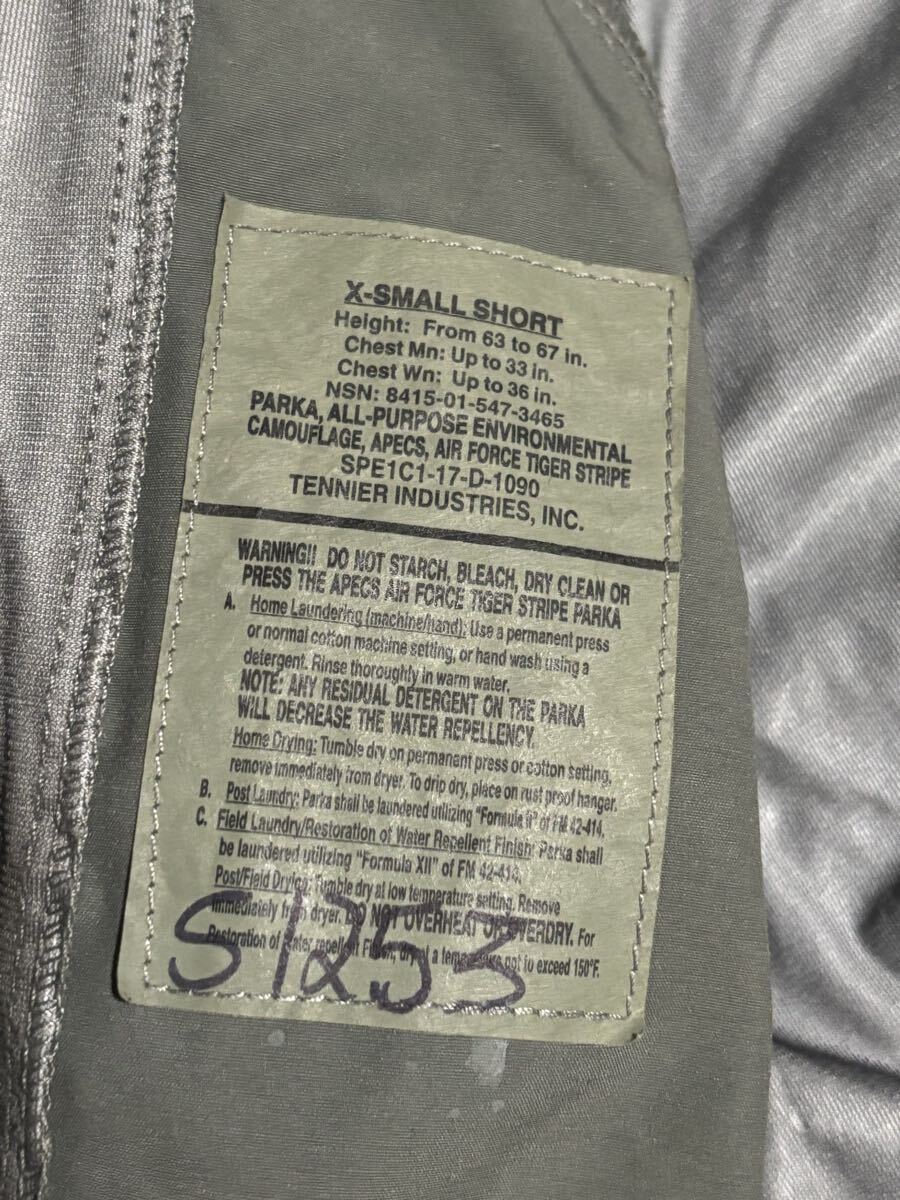 X-SMALL SHORT
Height: From 63 to 67 in.
Chest Mn: Up to 33 in.
Chest Wn: Up to 36 in.
NSN: 8415-01-547-3465
PARKA, ALL-PURPOSE ENVIRONMENTAL
CAMOUFLAGE, APECS, AIR FORCE TIGER STRIPE
SPE1C1-17-D-1090
TENNIER INDUSTRIES, INC.
WARNING!! DO NOT STARCH, BLEACH, DRY CLEAN OR
PRESS THE APECS AIR FORCE TIGER STRIPE PARKA
A. Home Laundering (machine/hand): Use a permanent press
or normal cotton machine setting, or hand wash using a
detergent. Rinse thoroughly in warm water.
NOTE: ANY RESIDUAL DETERGENT ON THE PARKA
WILL DECREASE THE WATER REPELLENCY.
Home Drying: Tumble dry on permanent press or cotton setting,
remove immediately from dryer. To drip dry, place on rust proof hanger.
B. Post Laundry: Parka shall be laundered utilizing "Formula II" of FM 42-414.
C. Field Laundry/Restoration of Water Repellent Finish: Parka shall
be laundered utilizing "Formula XII" of FM 42-414.
Post/Field Drying: Tumble dry at low temperature setting. Remove
immediately from dryer. DO NOT OVERHEAT OR OVERDRY. For
Restoration of Water repellent Finish, dry at a temperature not to exceed 150°F.
S1253